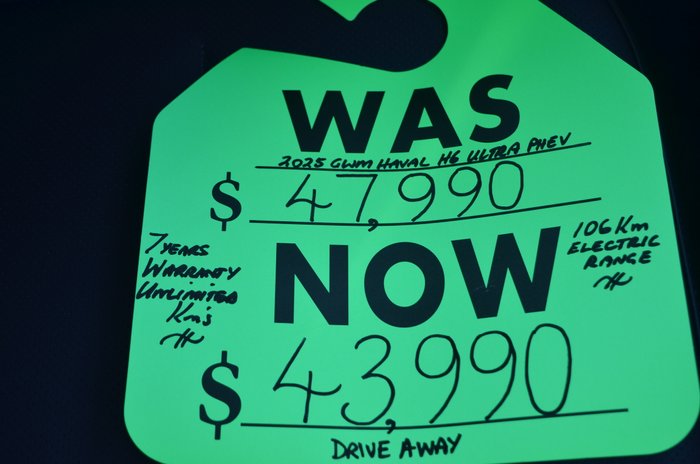 WAS
2025 GWM HAVAL H6 ULTRA PHEV
$ 47,990
7 YEARS
WARRANTY
UNLIMITED
Km's
NOW
106 Km
ELECTRIC
RANGE
$ 43,990
DRIVE AWAY